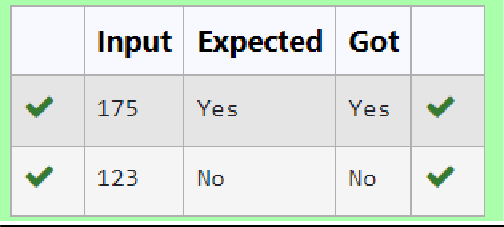 Input Expected Got
175 Yes Yes
123 No No